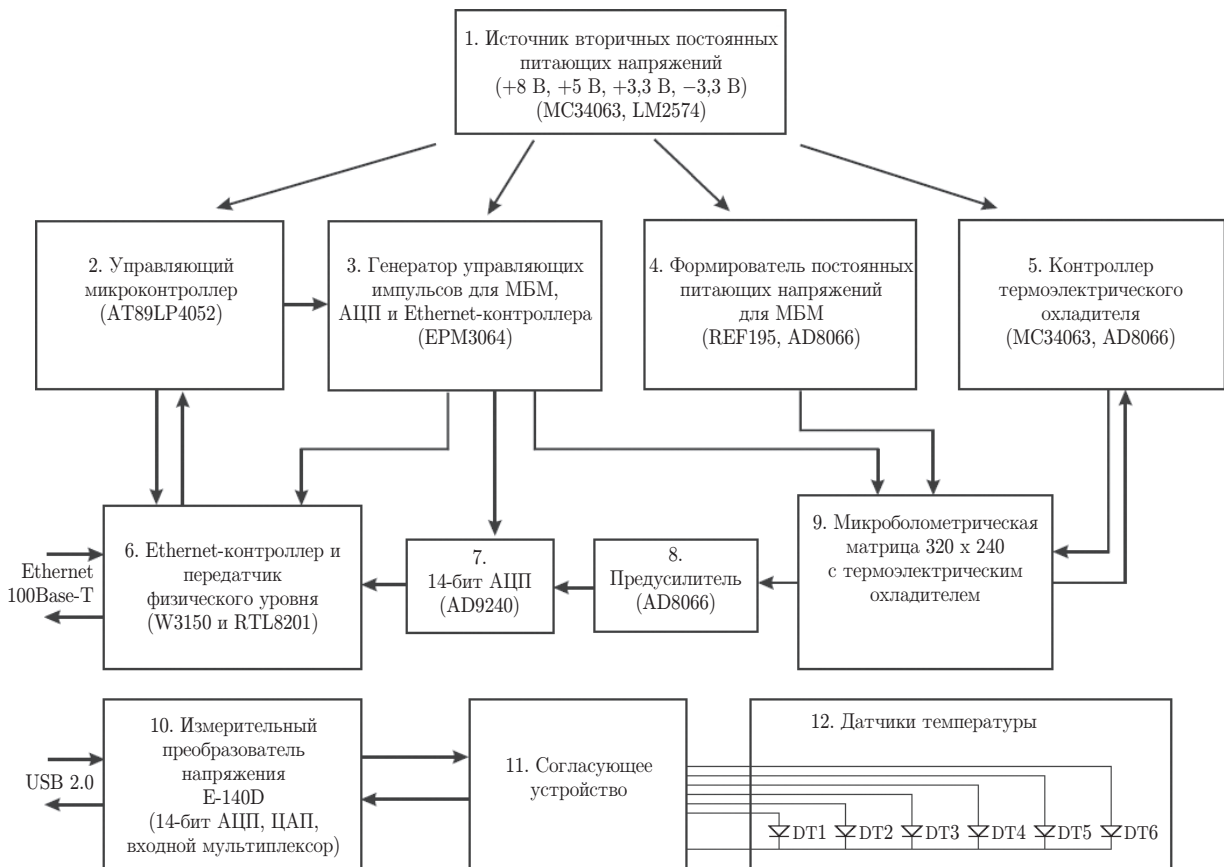 1. Источник вторичных постоянных
питающих напряжений
(+8 В, +5 В, +3,3 В, −3,3 В)
(MC34063, LM2574)
2. Управляющий
микроконтроллер
(AT89LP4052)
3. Генератор управляющих
импульсов для МБМ,
АЦП и Ethernet-контроллера
(EPM3064)
4. Формирователь постоянных
питающих напряжений
для МБМ
(REF195, AD8066)
5. Контроллер
термоэлектрического
охладителя
(MC34063, AD8066)
Ethernet
100Base-T
6. Ethernet-контроллер и
передатчик
физического уровня
(W3150 и RTL8201)
7.
14-бит АЦП
(AD9240)
8.
Предусилитель
(AD8066)
9. Микроболометрическая
матрица 320 x 240
с термоэлектрическим
охладителем
USB 2.0
10. Измерительный
преобразователь
напряжения
E-140D
(14-бит АЦП, ЦАП,
входной мультиплексор)
11. Согласующее
устройство
12. Датчики температуры
DT1 DT2 DT3 DT4 DT5 DT6